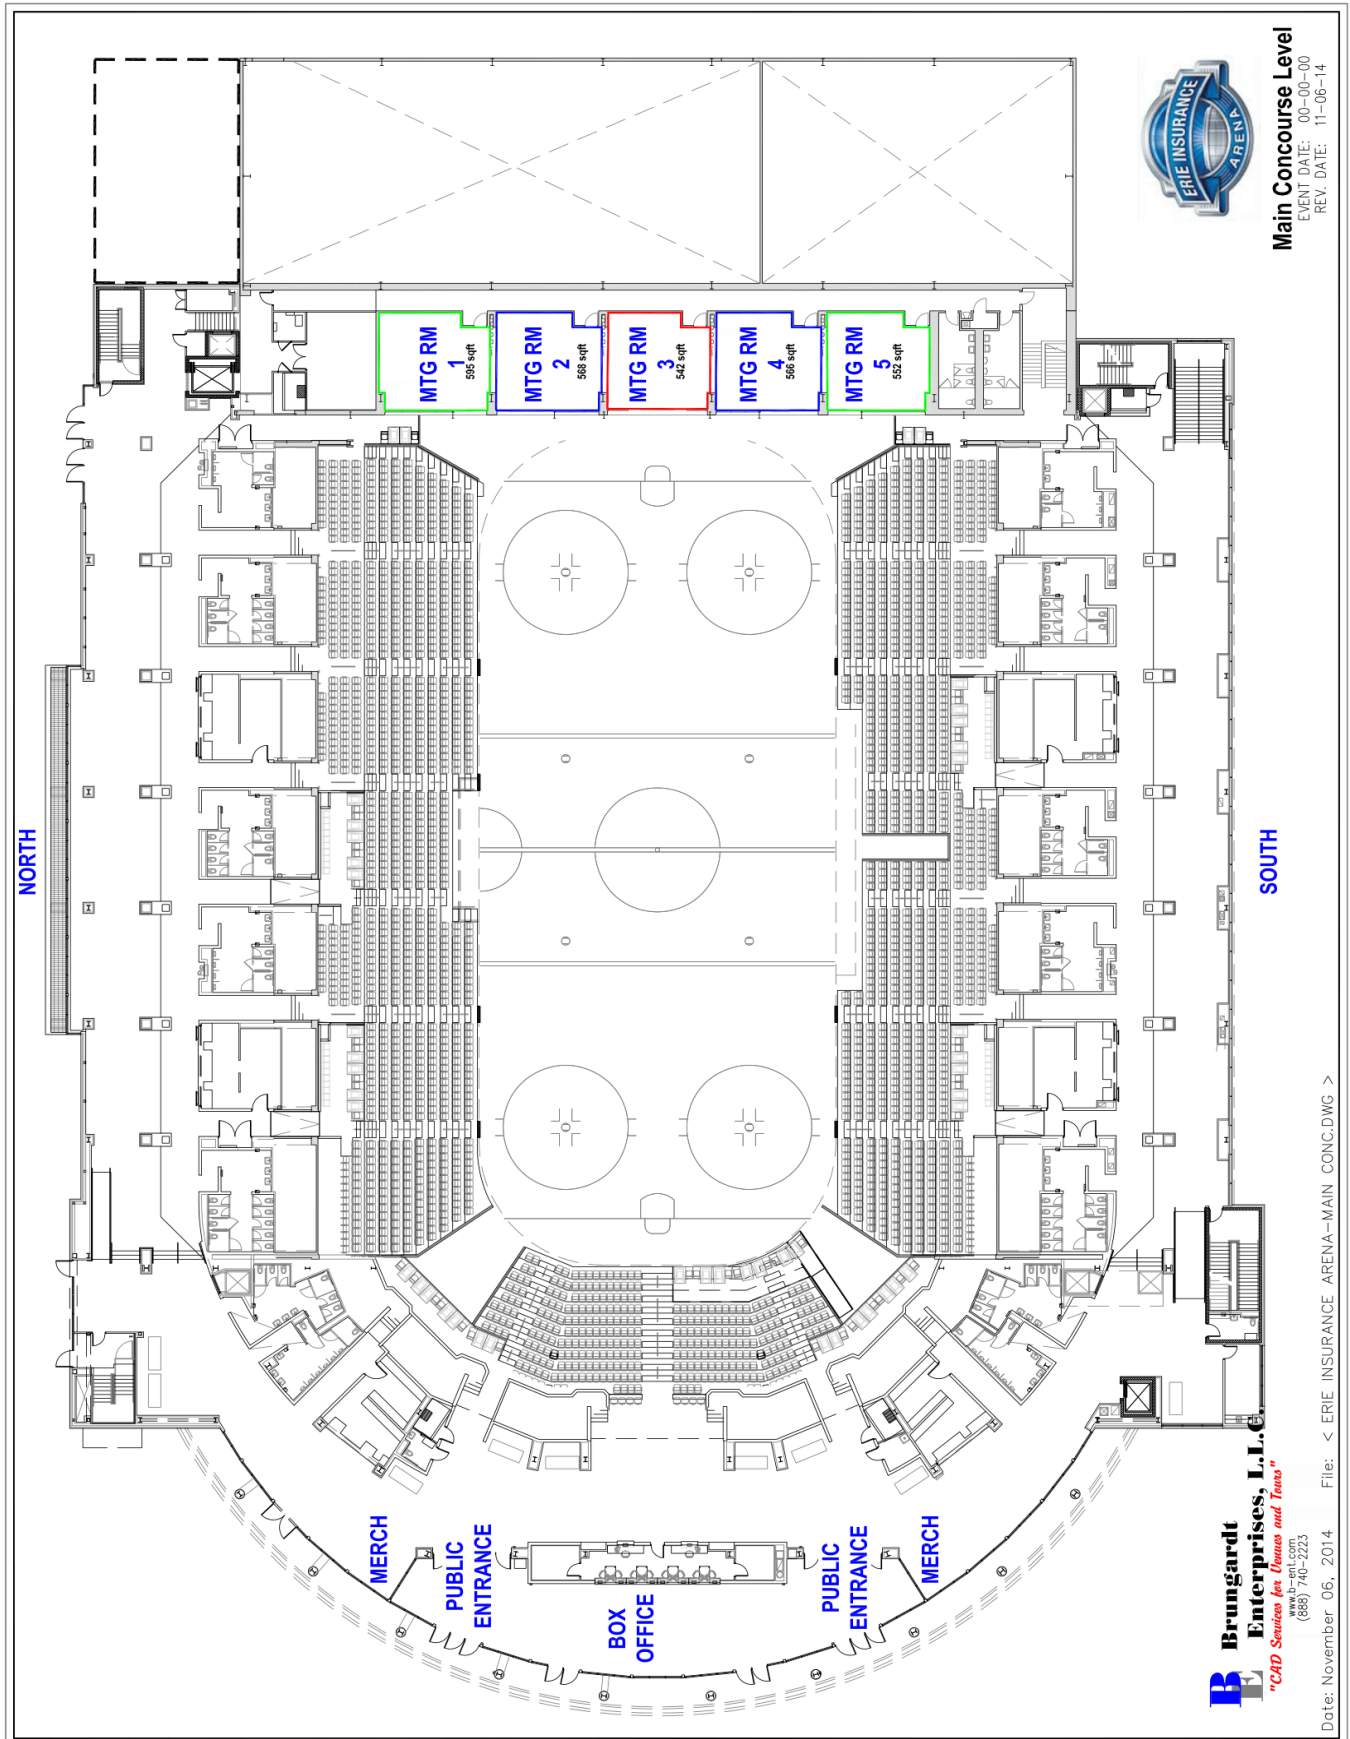 ERIE INSURANCE
ARENA
Main Concourse Level
EVENT DATE: 00-00-00
REV. DATE: 11-06-14
MTG RM
1
595 sqft
MTG RM
2
568 sqft
MTG RM
3
542 sqft
MTG RM
4
566 sqft
MTG RM
5
552 sqft
NORTH
SOUTH
MERCH
PUBLIC
ENTRANCE
BOX
OFFICE
PUBLIC
ENTRANCE
MERCH
BE
Brungardt
Enterprises, L.L.C.
"CAD Services for Venues and Tours"
www.b-ent.com
(888) 740-2223
Date: November 06, 2014 File: < ERIE INSURANCE ARENA-MAIN CONC.DWG >